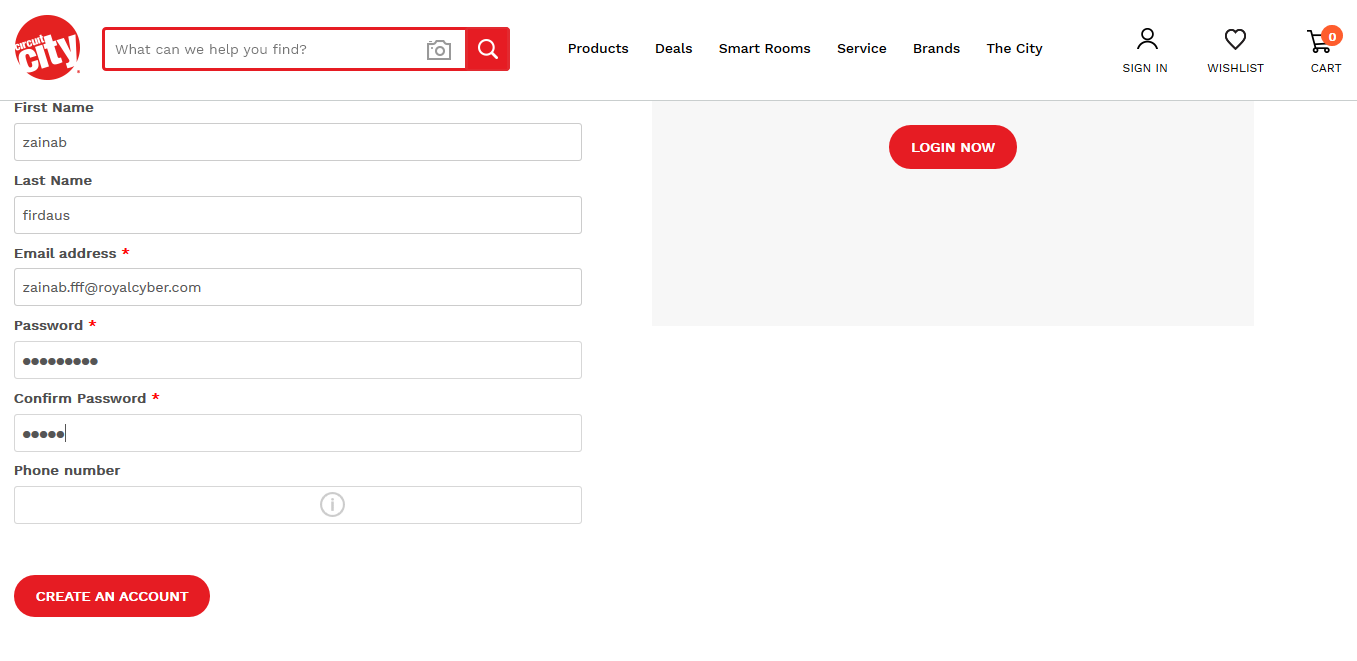 circuit
city
What can we help you find?
Products
Deals
Smart Rooms
Service
Brands
The City
SIGN IN
WISHLIST
0
CART
First Name
zainab
Last Name
firdaus
Email address *
zainab.fff@royalcyber.com
Password *
●●●●●●●●●
Confirm Password *
●●●●●
Phone number
i
CREATE AN ACCOUNT
LOGIN NOW